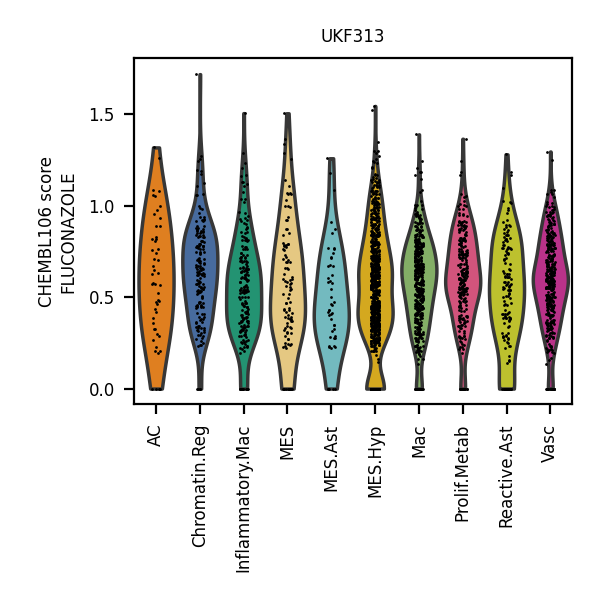 UKF313
CHEMBL106 score
FLUCONAZOLE
1.5
1.0
0.5
0.0
AC
Chromatin.Reg
Inflammatory.Mac
MES
MES.Ast
MES.Hyp
Mac
Prolif.Metab
Reactive.Ast
Vasc